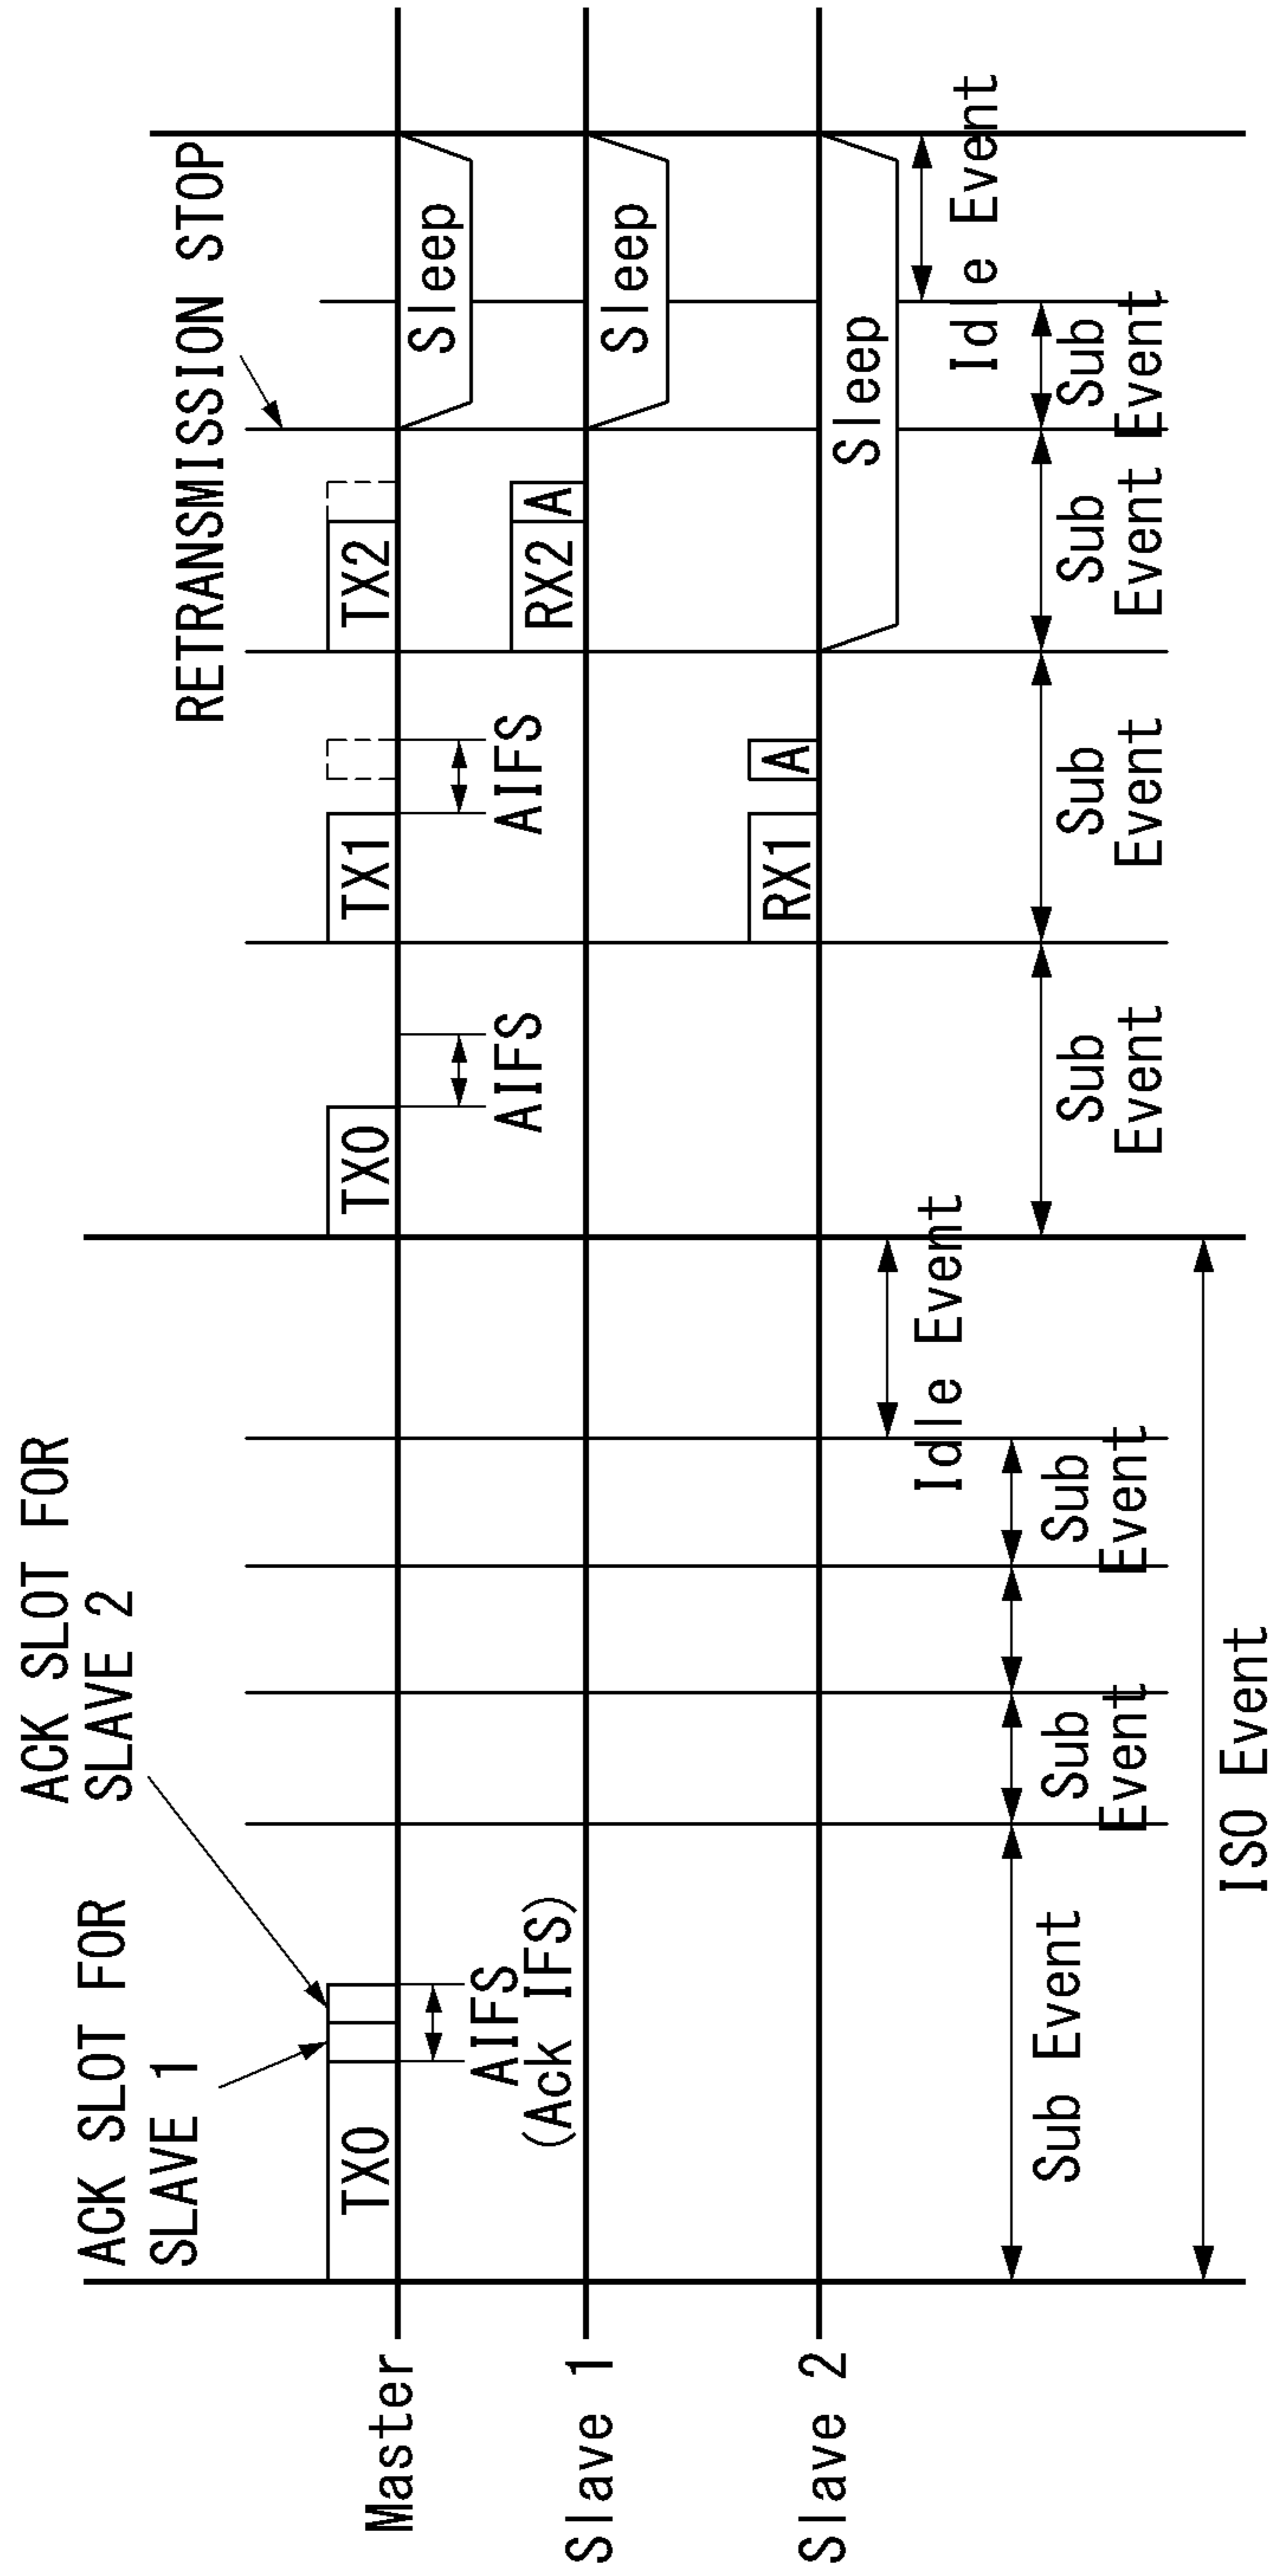 ACK SLOT FOR
SLAVE 1
ACK SLOT FOR
SLAVE 2
RETRANSMISSION STOP
Master
TX0
TX0
TX1
TX2
Sleep
AIFS
(Ack IFS)
AIFS
AIFS
Slave 1
RX2
A
Sleep
Slave 2
RX1
A
Sleep
Idle Event
Idle Event
Sub Event
Sub
Event
Sub
Event
Sub
Event
Sub
Event
Sub
Event
Sub
Event
ISO Event